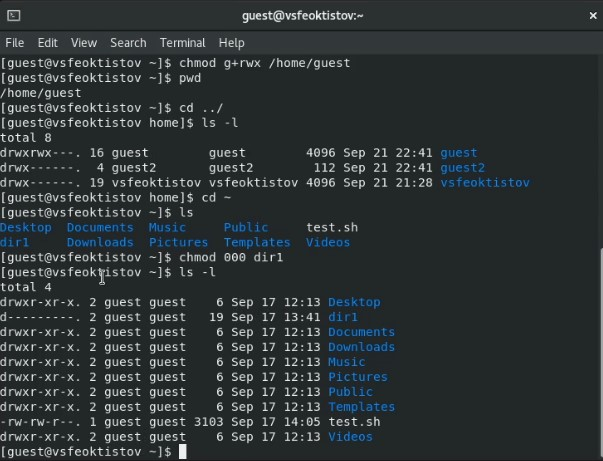 guest@vsfeoktistov:~
File Edit View Search Terminal Help
[guest@vsfeoktistov ~]$ chmod g+rwx /home/guest
[guest@vsfeoktistov ~]$ pwd
/home/guest
[guest@vsfeoktistov ~]$ cd ../
[guest@vsfeoktistov home]$ ls -l
total 8
drwxrwx---. 16 guest        guest        4096 Sep 21 22:41 guest
drwx------.  4 guest2       guest2        112 Sep 21 22:41 guest2
drwx------. 19 vsfeoktistov vsfeoktistov 4096 Sep 21 21:28 vsfeoktistov
[guest@vsfeoktistov home]$ cd ~
[guest@vsfeoktistov ~]$ ls
Desktop  Documents  Music     Public     test.sh
dir1     Downloads  Pictures  Templates  Videos
[guest@vsfeoktistov ~]$ chmod 000 dir1
[guest@vsfeoktistov ~]$ ls -l
total 4
drwxr-xr-x. 2 guest guest    6 Sep 17 12:13 Desktop
d---------. 2 guest guest   19 Sep 17 13:41 dir1
drwxr-xr-x. 2 guest guest    6 Sep 17 12:13 Documents
drwxr-xr-x. 2 guest guest    6 Sep 17 12:13 Downloads
drwxr-xr-x. 2 guest guest    6 Sep 17 12:13 Music
drwxr-xr-x. 2 guest guest    6 Sep 17 12:13 Pictures
drwxr-xr-x. 2 guest guest    6 Sep 17 12:13 Public
drwxr-xr-x. 2 guest guest    6 Sep 17 12:13 Templates
-rw-rw-r--. 1 guest guest 3103 Sep 17 14:05 test.sh
drwxr-xr-x. 2 guest guest    6 Sep 17 12:13 Videos
[guest@vsfeoktistov ~]$